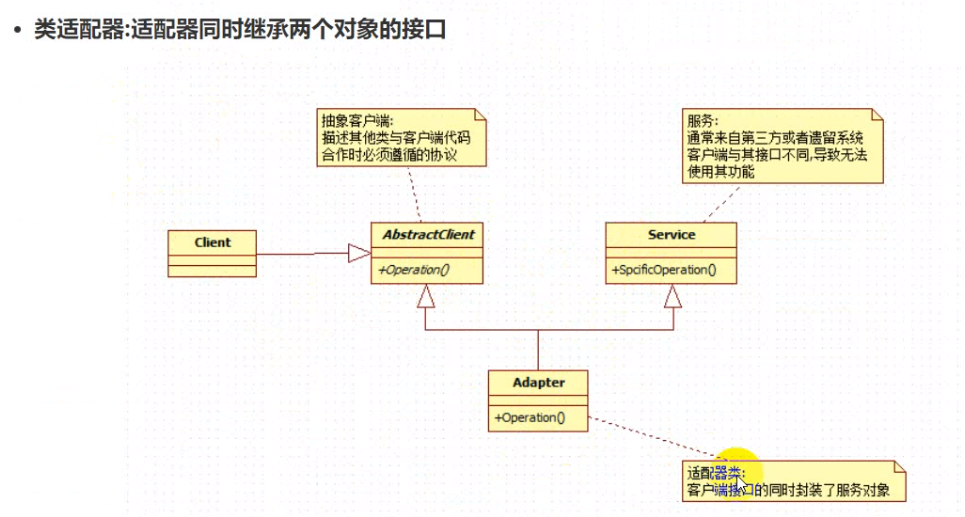 • 类适配器:适配器同时继承两个对象的接口
抽象客户端:
描述其他类与客户端代码
合作时必须遵循的协议
服务:
通常来自第三方或者遗留系统
客户端与其接口不同,导致无法
使用其功能
Client
AbstractClient
+Operation()
Service
+SpcificOperation()
Adapter
+Operation()
适配器类:
客户端接口的同时封装了服务对象